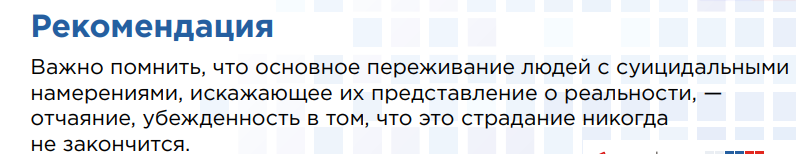 Рекомендация
Важно помнить, что основное переживание людей с суицидальными
намерениями, искажающее их представление о реальности, —
отчаяние, убежденность в том, что это страдание никогда
не закончится.